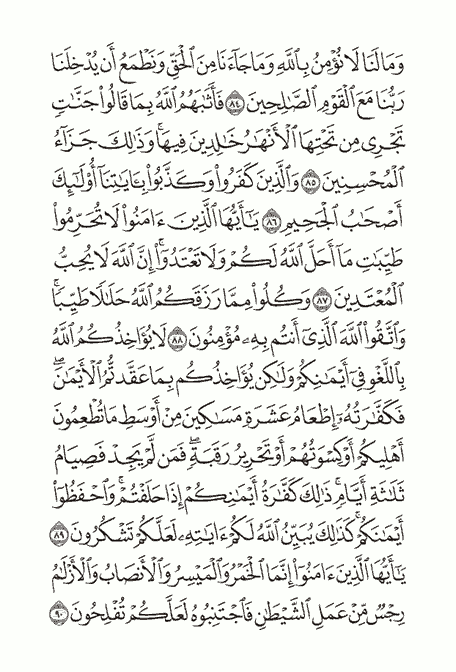 وَمَا لَنَا لَا نُؤْمِنُ بِٱللَّهِ وَمَا جَآءَنَا مِنَ ٱلْحَقِّ وَنَطْمَعُ أَن يُدْخِلَنَا
رَبُّنَا مَعَ ٱلْقَوْمِ ٱلصَّـٰلِحِينَ ٨٤ فَأَثَـٰبَهُمُ ٱللَّهُ بِمَا قَالُوا۟ جَنَّـٰتٍ
تَجْرِى مِن تَحْتِهَا ٱلْأَنْهَـٰرُ خَـٰلِدِينَ فِيهَا ۚ وَذَٰلِكَ جَزَآءُ
ٱلْمُحْسِنِينَ ٨٥ وَٱلَّذِينَ كَفَرُوا۟ وَكَذَّبُوا۟ بِـَٔايَـٰتِنَآ أُو۟لَـٰٓئِكَ
أَصْحَـٰبُ ٱلْجَحِيمِ ٨٦ يَـٰٓأَيُّهَا ٱلَّذِينَ ءَامَنُوا۟ لَا تُحَرِّمُوا۟
طَيِّبَـٰتِ مَآ أَحَلَّ ٱللَّهُ لَكُمْ وَلَا تَعْتَدُوٓا۟ ۚ إِنَّ ٱللَّهَ لَا يُحِبُّ
ٱلْمُعْتَدِينَ ٨٧ وَكُلُوا۟ مِمَّا رَزَقَكُمُ ٱللَّهُ حَلَـٰلًا طَيِّبًا ۚ
وَٱتَّقُوا۟ ٱللَّهَ ٱلَّذِىٓ أَنتُم بِهِۦ مُؤْمِنُونَ ٨٨ لَا يُؤَاخِذُكُمُ ٱللَّهُ
بِٱللَّغْوِ فِىٓ أَيْمَـٰنِكُمْ وَلَـٰكِن يُؤَاخِذُكُم بِمَا عَقَّدتُّمُ ٱلْأَيْمَـٰنَ ۖ
فَكَفَّـٰرَتُهُۥٓ إِطْعَامُ عَشَرَةِ مَسَـٰكِينَ مِنْ أَوْسَطِ مَا تُطْعِمُونَ
أَهْلِيكُمْ أَوْ كِسْوَتُهُمْ أَوْ تَحْرِيرُ رَقَبَةٍ ۖ فَمَن لَّمْ يَجِدْ فَصِيَامُ
ثَلَـٰثَةِ أَيَّامٍ ۚ ذَٰلِكَ كَفَّـٰرَةُ أَيْمَـٰنِكُمْ إِذَا حَلَفْتُمْ ۚ وَٱحْفَظُوٓا۟
أَيْمَـٰنَكُمْ ۚ كَذَٰلِكَ يُبَيِّنُ ٱللَّهُ لَكُمْ ءَايَـٰتِهِۦ لَعَلَّكُمْ تَشْكُرُونَ ٨٩
يَـٰٓأَيُّهَا ٱلَّذِينَ ءَامَنُوٓا۟ إِنَّمَا ٱلْخَمْرُ وَٱلْمَيْسِرُ وَٱلْأَنصَابُ وَٱلْأَزْلَـٰمُ
رِجْسٌ مِّنْ عَمَلِ ٱلشَّيْطَـٰنِ فَٱجْتَنِبُوهُ لَعَلَّكُمْ تُفْلِحُونَ ٩٠